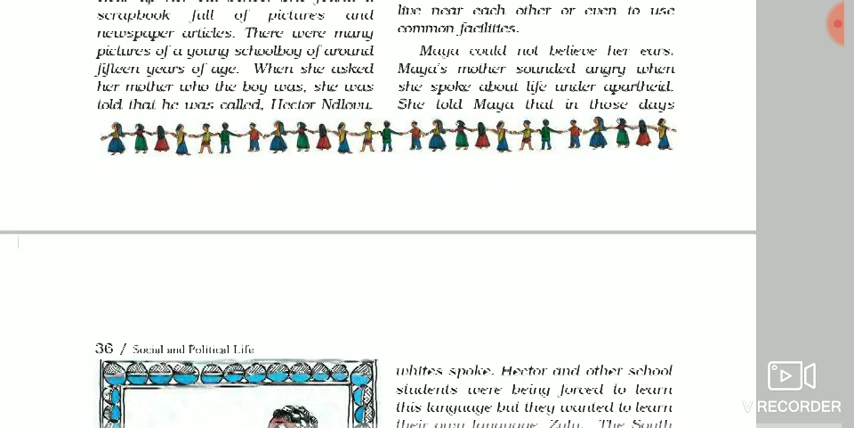 scrapbook full of pictures and
newspaper articles. There were many
pictures of a young schoolboy of around
fifteen years of age. When she asked
her mother who the boy was, she was
told that he was called, Hector Ndlovu.
live near each other or even to use
common facilities.
Maya could not believe her ears.
Maya's mother sounded angry when
she spoke about life under apartheid.
She told Maya that in those days
36 / Social and Political Life
whites spoke. Hector and other school
students were being forced to learn
this language but they wanted to learn
their own language, Zulu. The South
V RECORDER